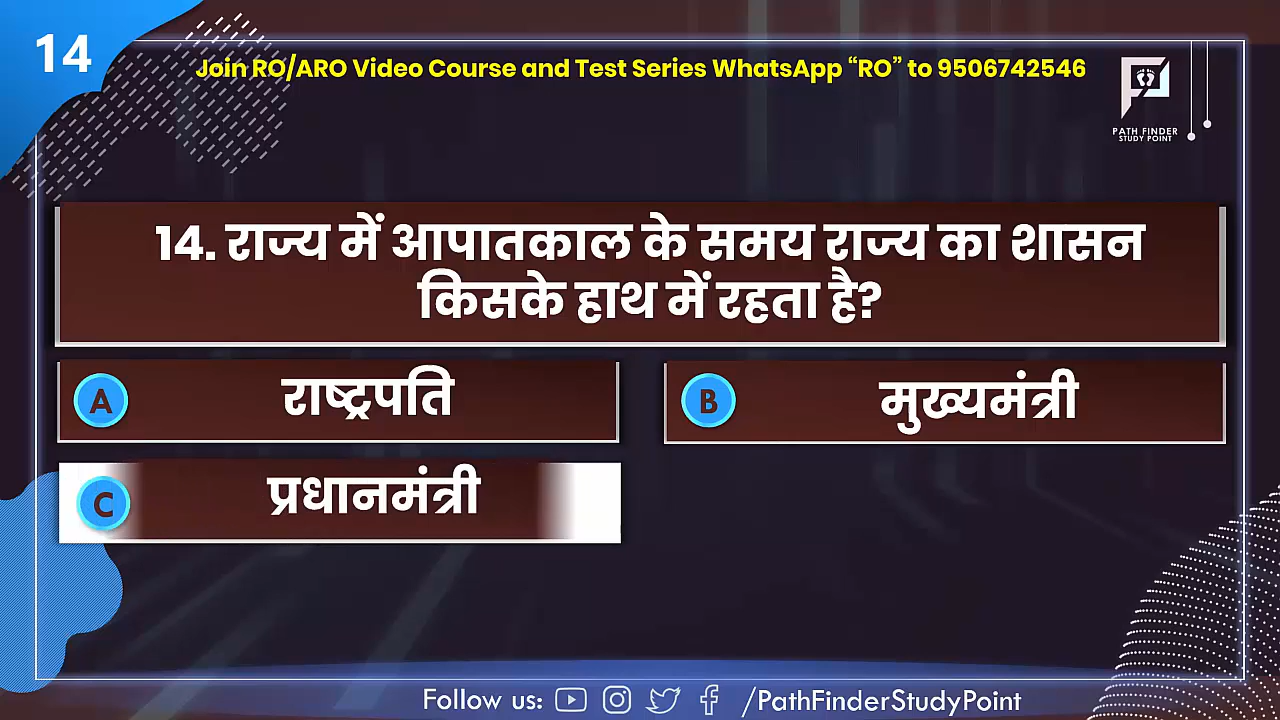 14
Join RO/ARO Video Course and Test Series WhatsApp “RO” to 9506742546
PATH FINDER
STUDY POINT
14. राज्य में आपातकाल के समय राज्य का शासन
किसके हाथ में रहता है?
A राष्ट्रपति
B मुख्यमंत्री
C प्रधानमंत्री
Follow us: /PathFinderStudyPoint